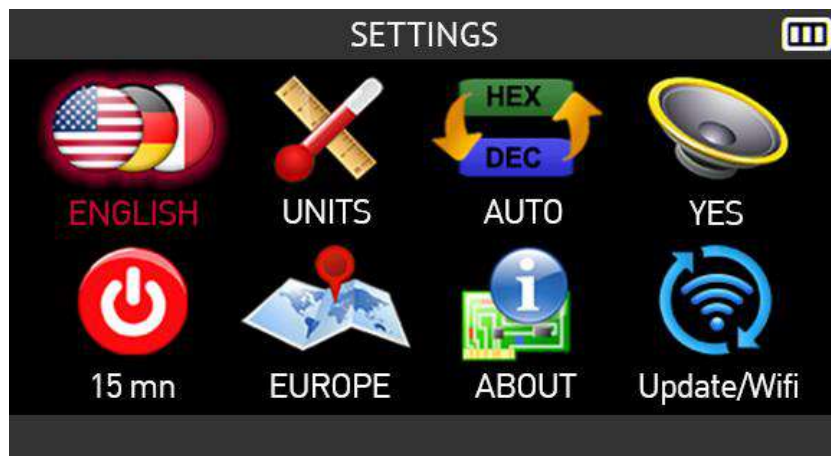 SETTINGS
HEX
DEC
ENGLISH UNITS AUTO YES
15 mn EUROPE ABOUT Update/Wifi